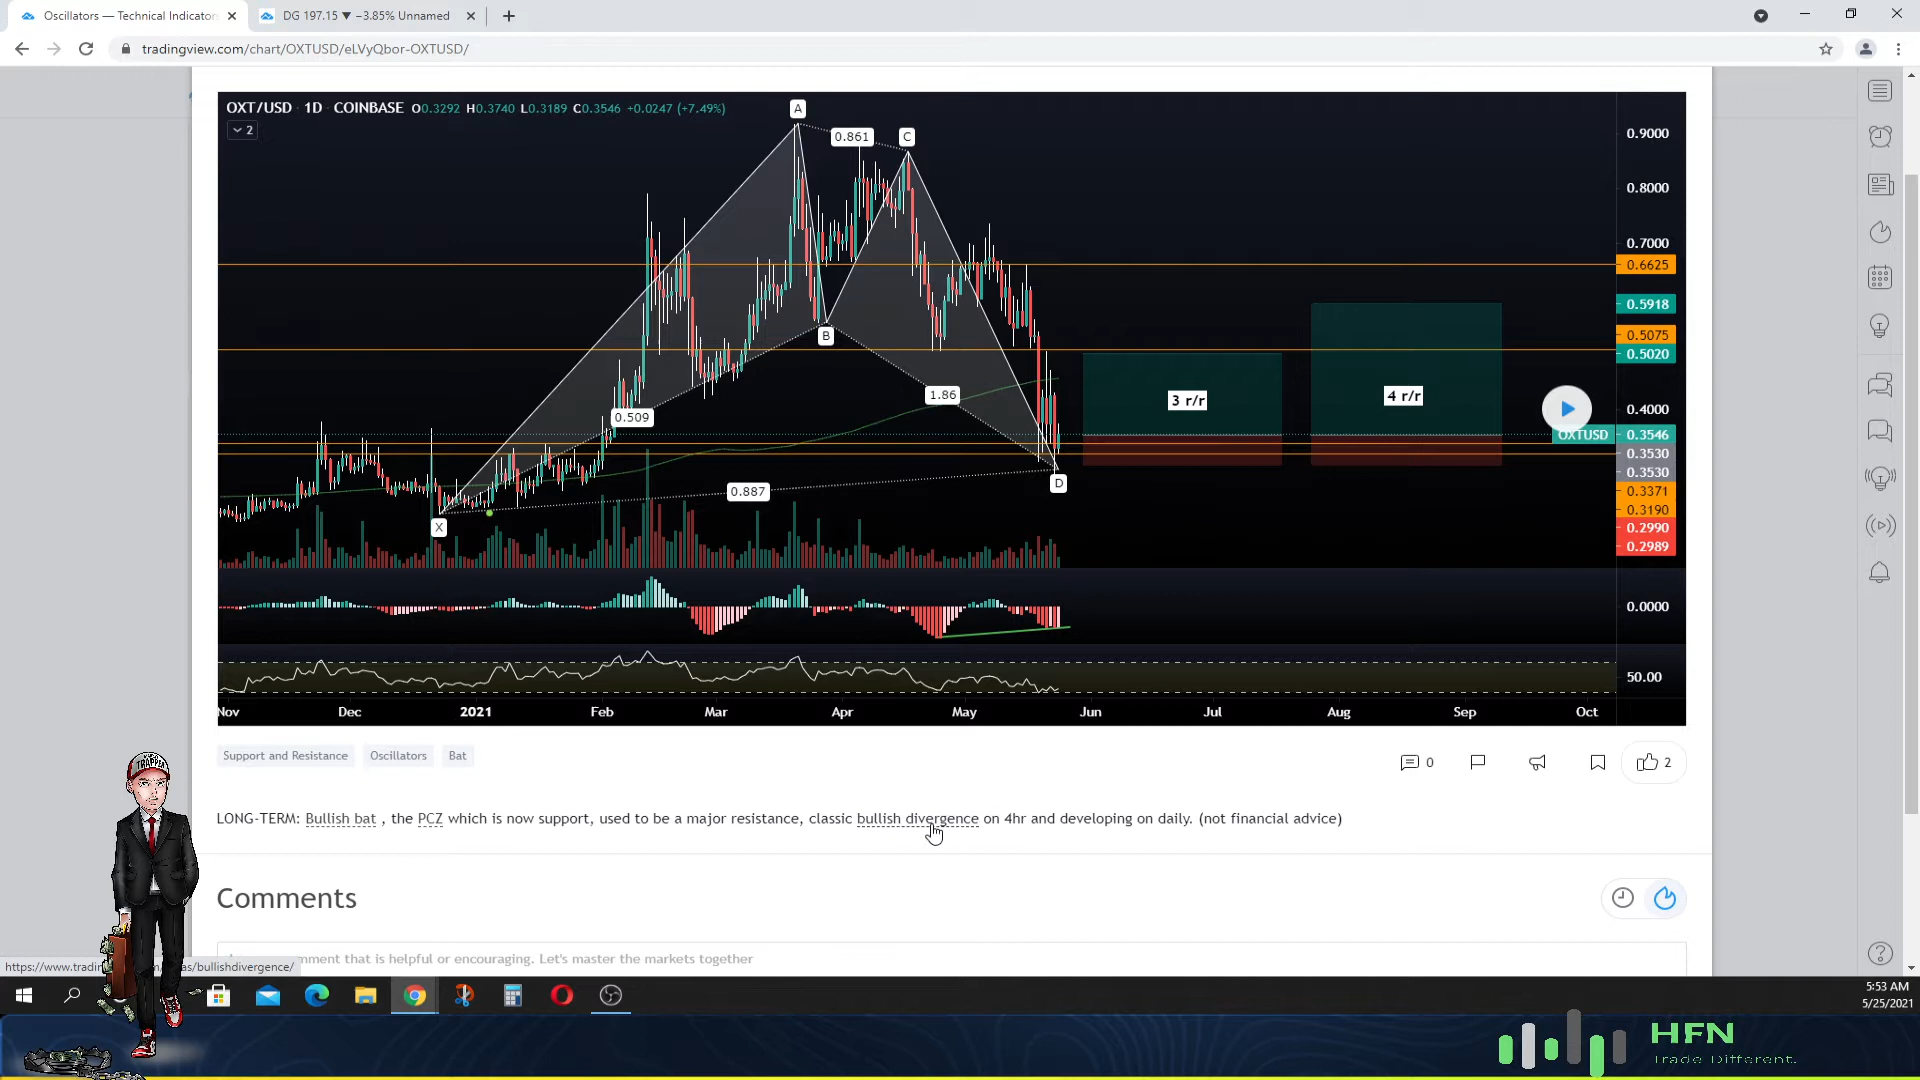 Oscillators — Technical Indicator
DG 197.15 ▼ −3.85% Unnamed
tradingview.com/chart/OXTUSD/eLVyQbor-OXTUSD/
OXT/USD · 1D · COINBASE O0.3292 H0.3740 L0.3189 C0.3546 +0.0247 (+7.49%)
2
A
0.861
C
0.9000
0.8000
0.7000
0.6625
0.5918
B
0.5075
0.5020
1.86
3 r/r
4 r/r
0.509
0.4000
OXTUSD 0.3546
0.3530
0.3530
0.887
D
0.3371
0.3190
X
0.2990
0.2989
0.0000
50.00
Nov Dec 2021 Feb Mar Apr May Jun Jul Aug Sep Oct
Support and Resistance Oscillators Bat
0
2
LONG-TERM: Bullish bat , the PCZ which is now support, used to be a major resistance, classic bullish divergence on 4hr and developing on daily. (not financial advice)
Comments
mment that is helpful or encouraging. Let's master the markets together
https://www.tradin m/ as/bullishdivergence/
5:53 AM
5/25/2021
TRAPPER
HFN
Trade Different.